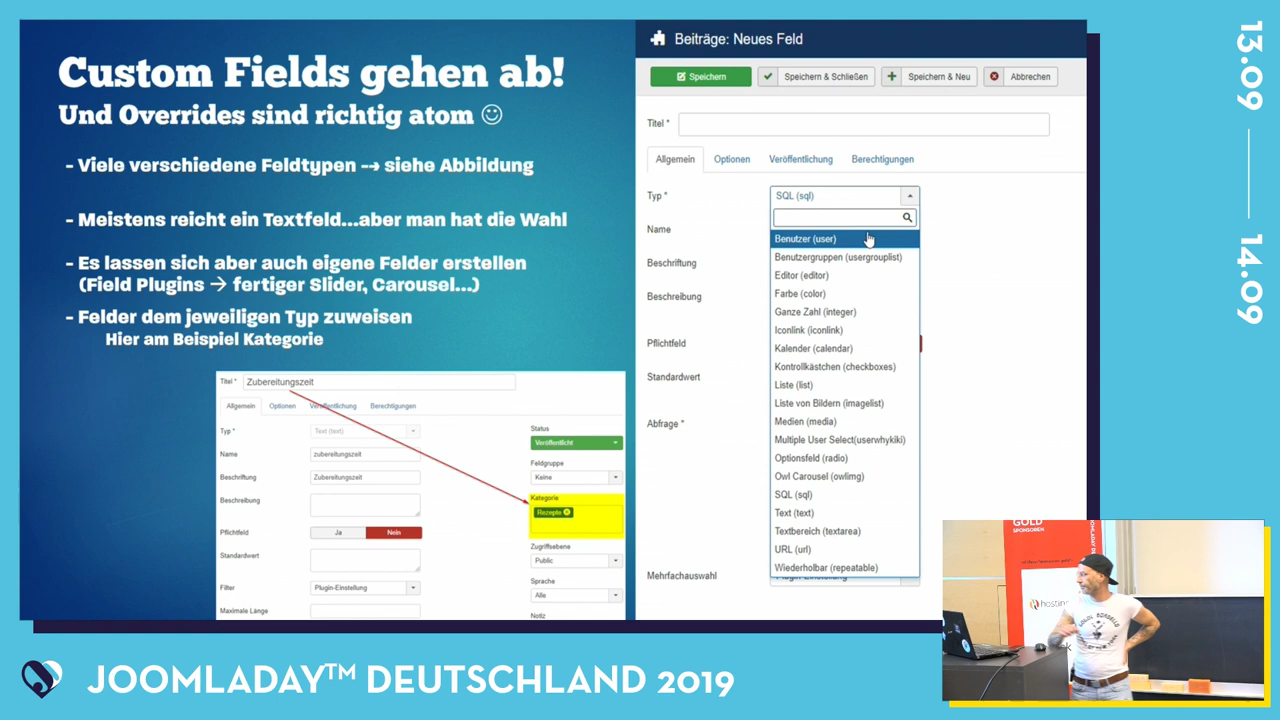 Custom Fields gehen ab!
Und Overrides sind richtig atom ☺
- Viele verschiedene Feldtypen --> siehe Abbildung
- Meistens reicht ein Textfeld...aber man hat die Wahl
- Es lassen sich aber auch eigene Felder erstellen
(Field Plugins → fertiger Slider, Carousel...)
- Felder dem jeweiligen Typ zuweisen
Hier am Beispiel Kategorie
Titel * Zubereitungszeit
Allgemein Optionen Veröffentlichung Berechtigungen
Typ * Text (text)
Name zubereitungszeit
Beschriftung Zubereitungszeit
Beschreibung
Pflichtfeld Ja Nein
Standardwert
Filter Plugin-Einstellung
Maximale Länge
Status
Veröffentlicht
Feldgruppe
Keine
Kategorie
Rezepte
Zugriffsebene
Public
Sprache
Alle
Notiz
Beiträge: Neues Feld
Speichern Speichern & Schließen Speichern & Neu Abbrechen
Titel *
Allgemein Optionen Veröffentlichung Berechtigungen
Typ * SQL (sql)
Name
Beschriftung
Beschreibung
Pflichtfeld
Standardwert
Abfrage *
Mehrfachauswahl Plugin-Einstellung
Benutzer (user)
Benutzergruppen (usergrouplist)
Editor (editor)
Farbe (color)
Ganze Zahl (integer)
Iconlink (iconlink)
Kalender (calendar)
Kontrollkästchen (checkboxes)
Liste (list)
Liste von Bildern (imagelist)
Medien (media)
Multiple User Select(userwhykiki)
Optionsfeld (radio)
Owl Carousel (owlimg)
SQL (sql)
Text (text)
Textbereich (textarea)
URL (url)
Wiederholbar (repeatable)
13.09
14.09
GOLD
SPONSOREN
hosting
JOOMLADAY™ DEUTSCHLAND 2019